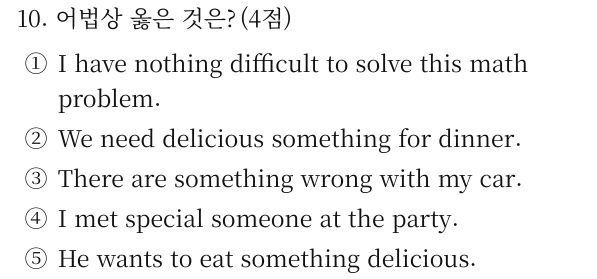 10. 어법상 옳은 것은? (4점)
① I have nothing difficult to solve this math
problem.
② We need delicious something for dinner.
③ There are something wrong with my car.
④ I met special someone at the party.
⑤ He wants to eat something delicious.